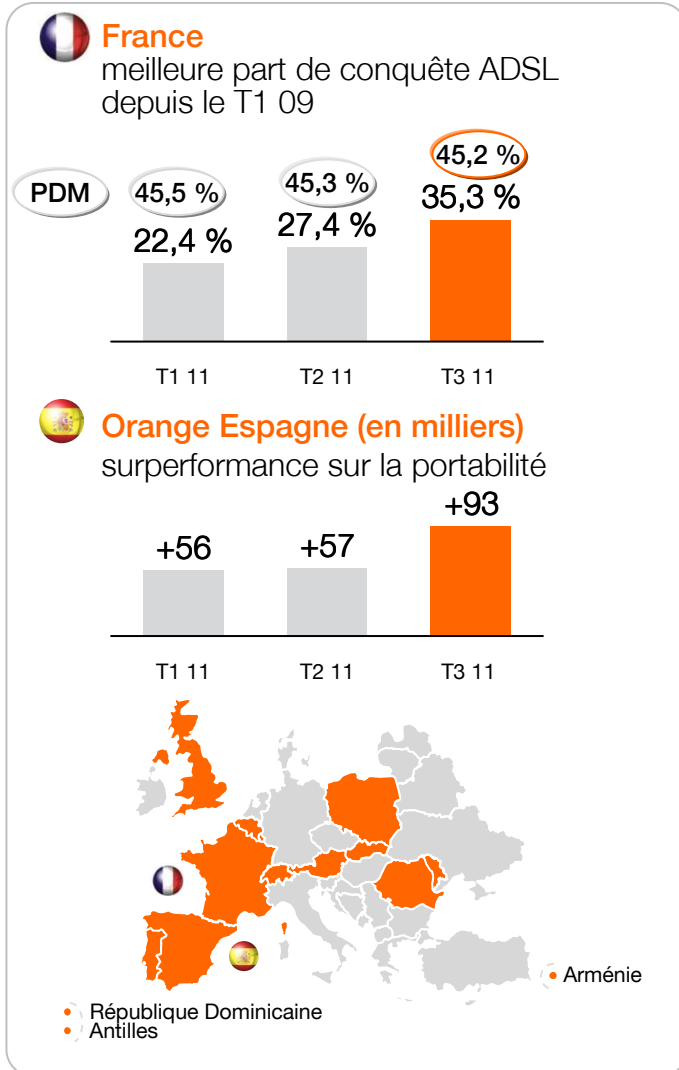 France
meilleure part de conquête ADSL
depuis le T1 09
PDM 45,5 % 45,3 % 45,2 %
22,4 % 27,4 % 35,3 %
T1 11 T2 11 T3 11
Orange Espagne (en milliers)
surperformance sur la portabilité
+56 +57 +93
T1 11 T2 11 T3 11
Arménie
République Dominicaine
Antilles